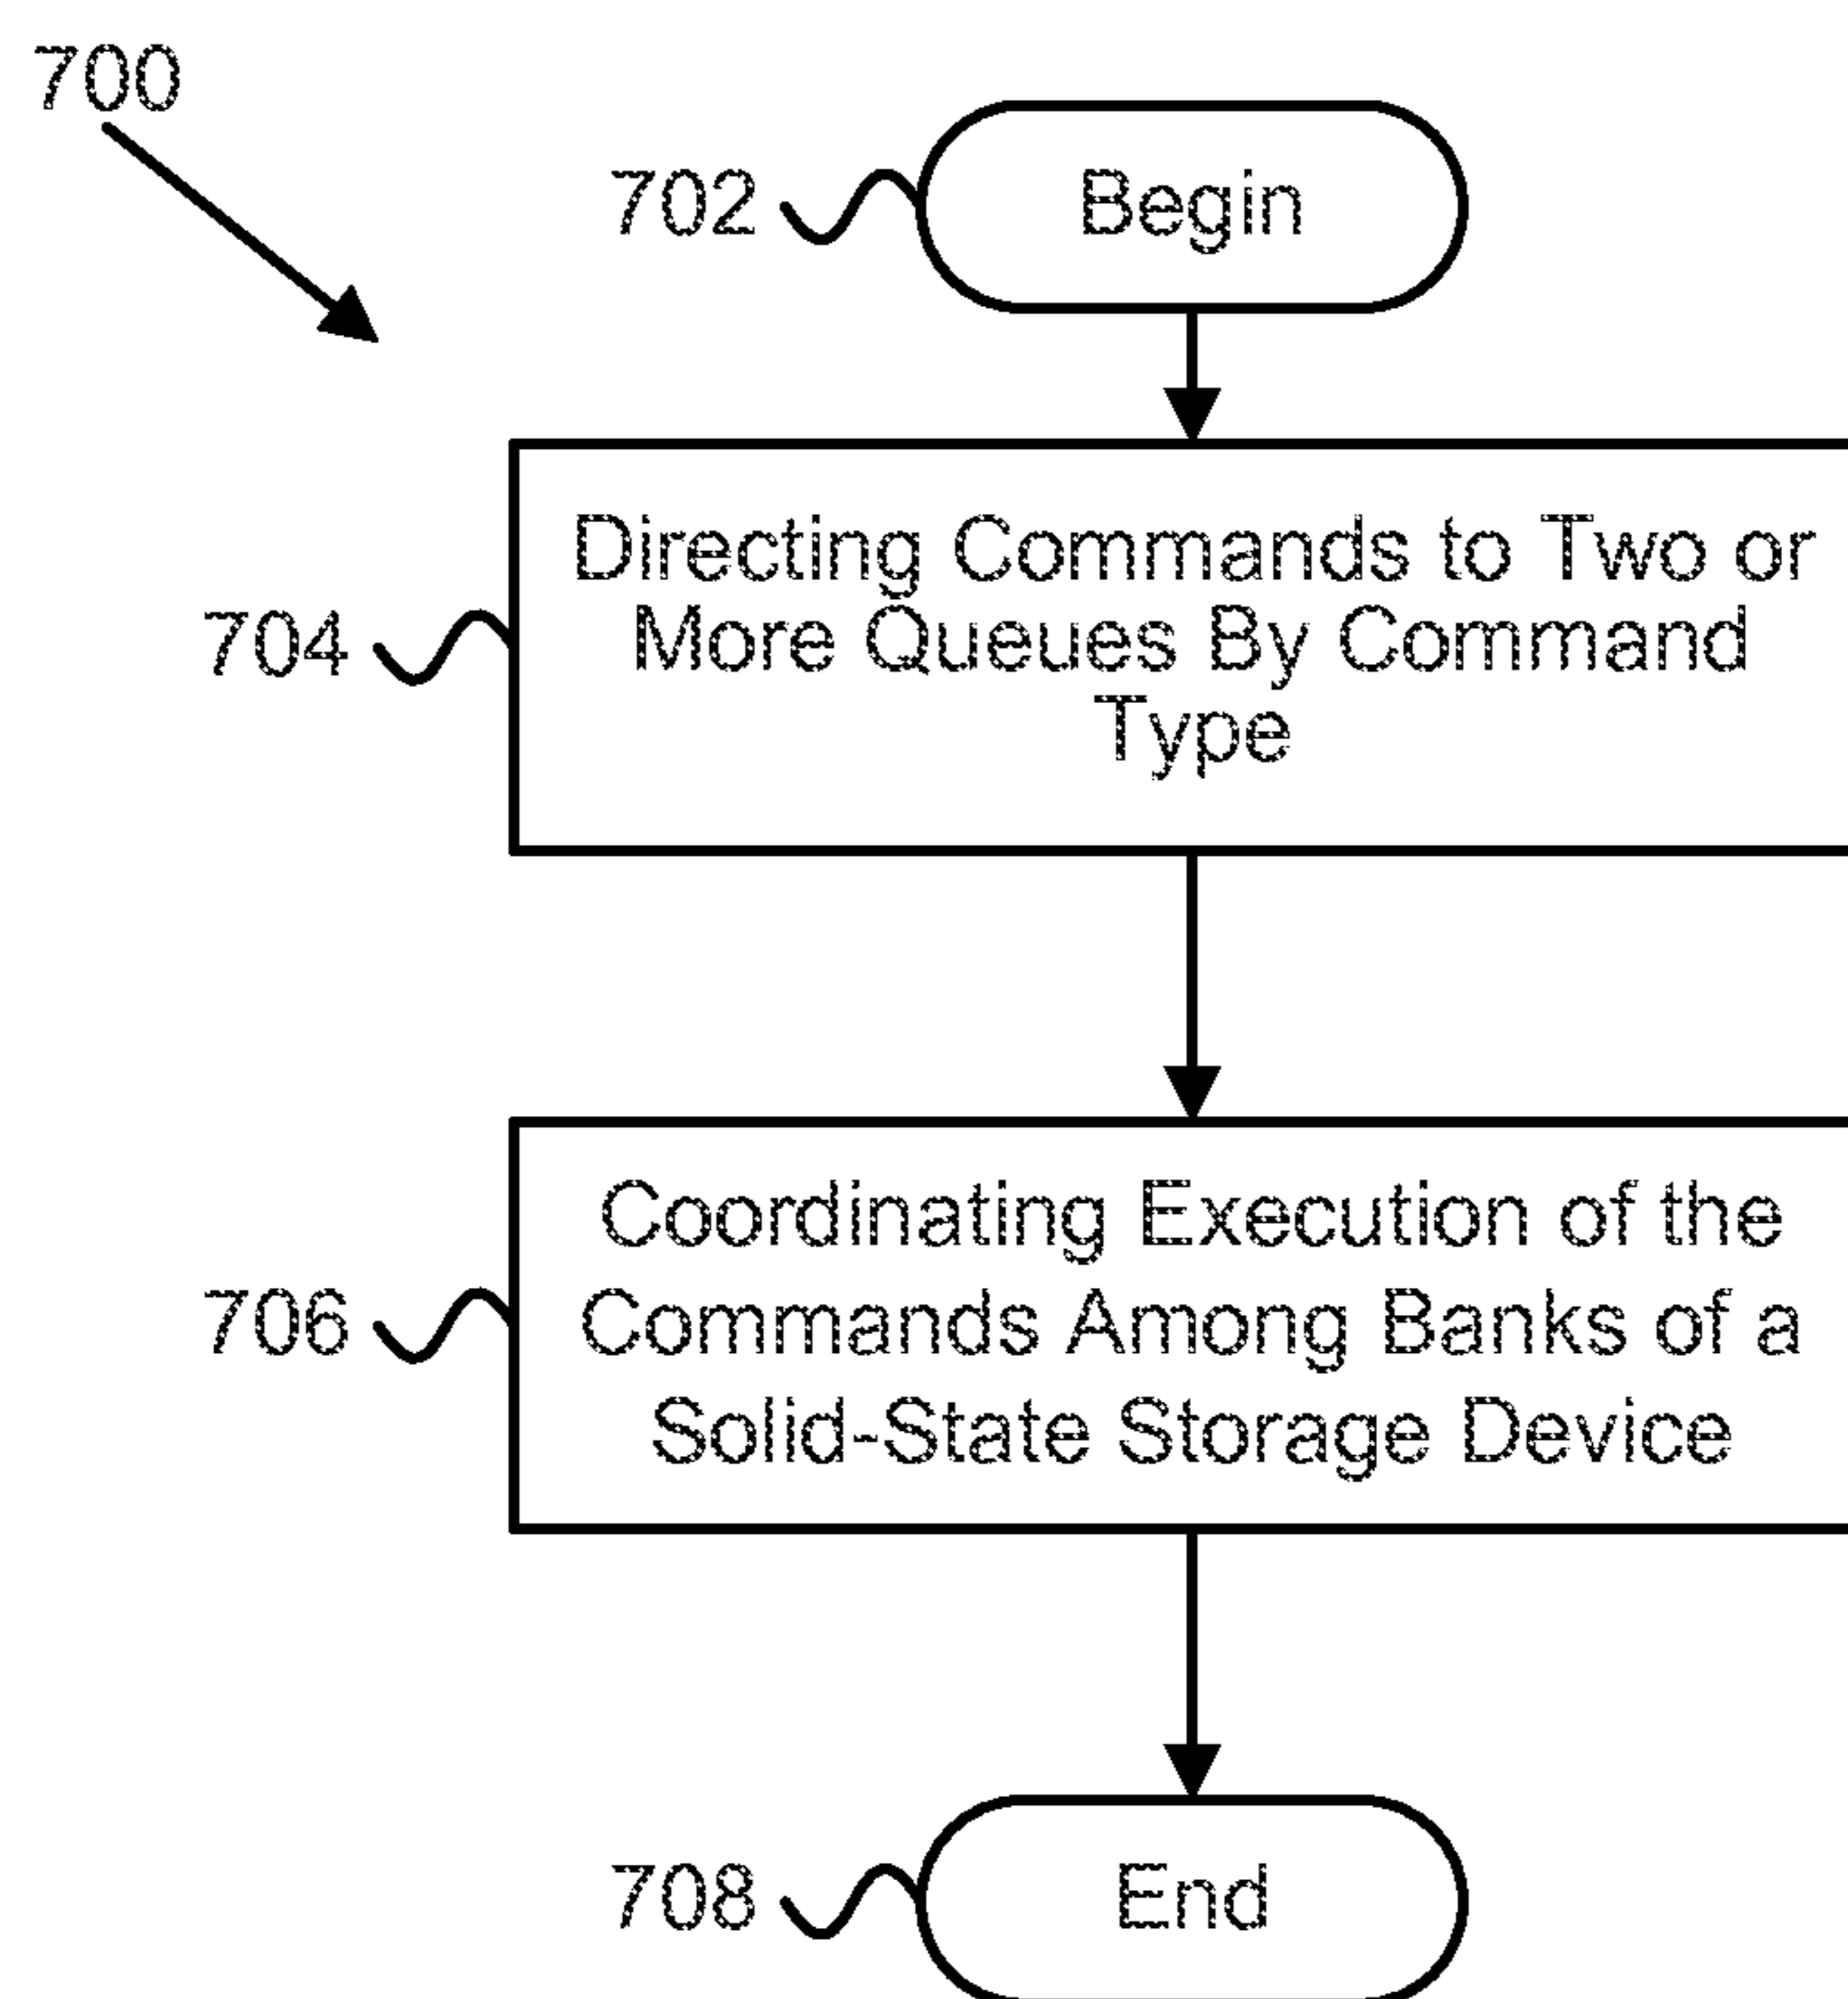 700
702
Begin
Directing Commands to Two or
704
More Queues By Command
Type
Coordinating Execution of the
706
Commands Among Banks of a
Solid-State Storage Device
708
End